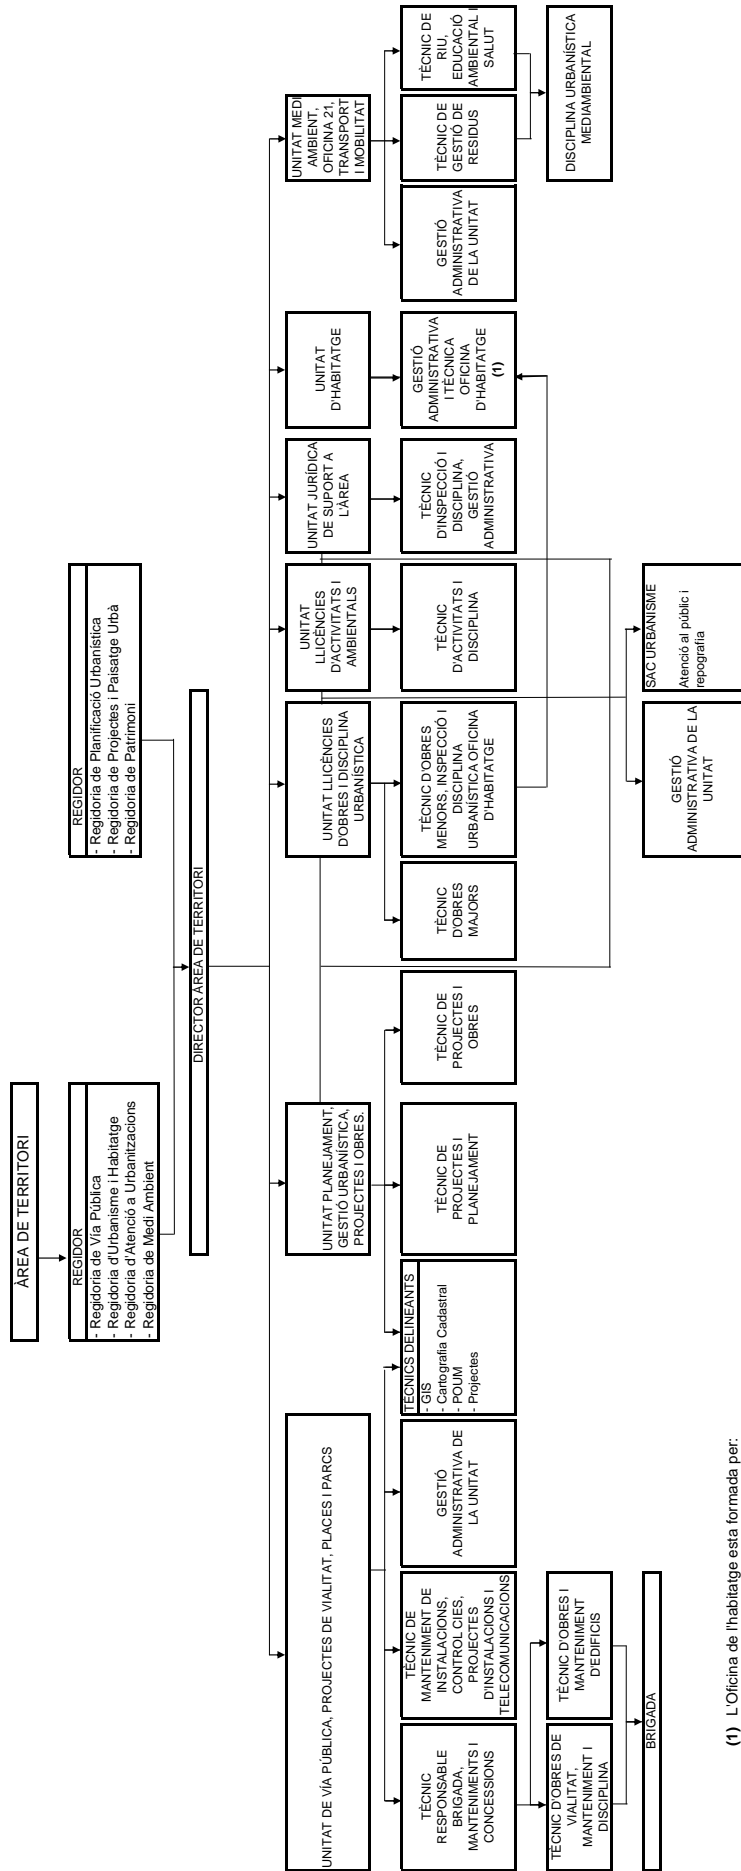 ÀREA DE TERRITORI
REGIDOR
- Regidoria de Vía Pública
- Regidoria d'Urbanisme i Habitatge
- Regidoria d'Atenció a Urbanitzacions
- Regidoria de Medi Ambient
REGIDOR
- Regidoria de Planificació Urbanística
- Regidoria de Projectes i Paisatge Urbà
- Regidoria de Patrimoni
DIRECTOR ÀREA DE TERRITORI
UNITAT DE VÍA PÚBLICA, PROJECTES DE VIALITAT, PLACES I PARCS
UNITAT PLANEJAMENT,
GESTIÓ URBANÍSTICA,
PROJECTES I OBRES.
UNITAT LLICÈNCIES
D'OBRES I DISCIPLINA
URBANÍSTICA
UNITAT
LLICÈNCIES
D'ACTIVITATS I
AMBIENTALS
UNITAT JURÍDICA
DE SUPORT A
L'ÀREA
UNITAT
D'HABITATGE
UNITAT MEDI
AMBIENT,
OFICINA 21,
TRANSPORT
I MOBILITAT
TÈCNIC
RESPONSABLE
BRIGADA,
MANTENIMENTS I
CONCESSIONS
TÈCNIC DE
MANTENIMENT DE
INSTALACIONS,
CONTROL CIES,
PROJECTES
D'INSTALACIONS I
TELECOMUNICACIONS
GESTIÓ
ADMINISTRATIVA DE
LA UNITAT
TÈCNICS DELINEANTS
- GIS
- Cartografia Cadastral
- POUM
- Projectes
TÈCNIC DE
PROJECTES I
PLANEJAMENT
TÈCNIC DE
PROJECTES I
OBRES
TÈCNIC
D'OBRES
MAJORS
TÈCNIC D'OBRES
MENORS, INSPECCIÓ I
DISCIPLINA
URBANÍSTICA OFICINA
D'HABITATGE
TÈCNIC
D'ACTIVITATS I
DISCIPLINA
TÈCNIC
D'INSPECCIÓ I
DISCIPLINA,
GESTIÓ
ADMINISTRATIVA
GESTIÓ
ADMINISTRATIVA
I TÈCNICA
OFICINA
D'HABITATGE
(1)
GESTIÓ
ADMINISTRATIVA
DE LA UNITAT
TÈCNIC DE
GESTIÓ DE
RESIDUS
TÈCNIC DE
RIU,
EDUCACIÓ
AMBIENTAL I
SALUT
TÈCNIC D'OBRES DE
VIALITAT,
MANTENIMENT I
DISCIPLINA
TÈCNIC D'OBRES I
MANTENIMENT
D'EDIFICIS
DISCIPLINA URBANÍSTICA
MEDIAMBIENTAL
BRIGADA
GESTIÓ
ADMINISTRATIVA DE LA
UNITAT
SAC URBANISME
Atenció al públic i
repografia
(1) L'Oficina de l'habitatge esta formada per: